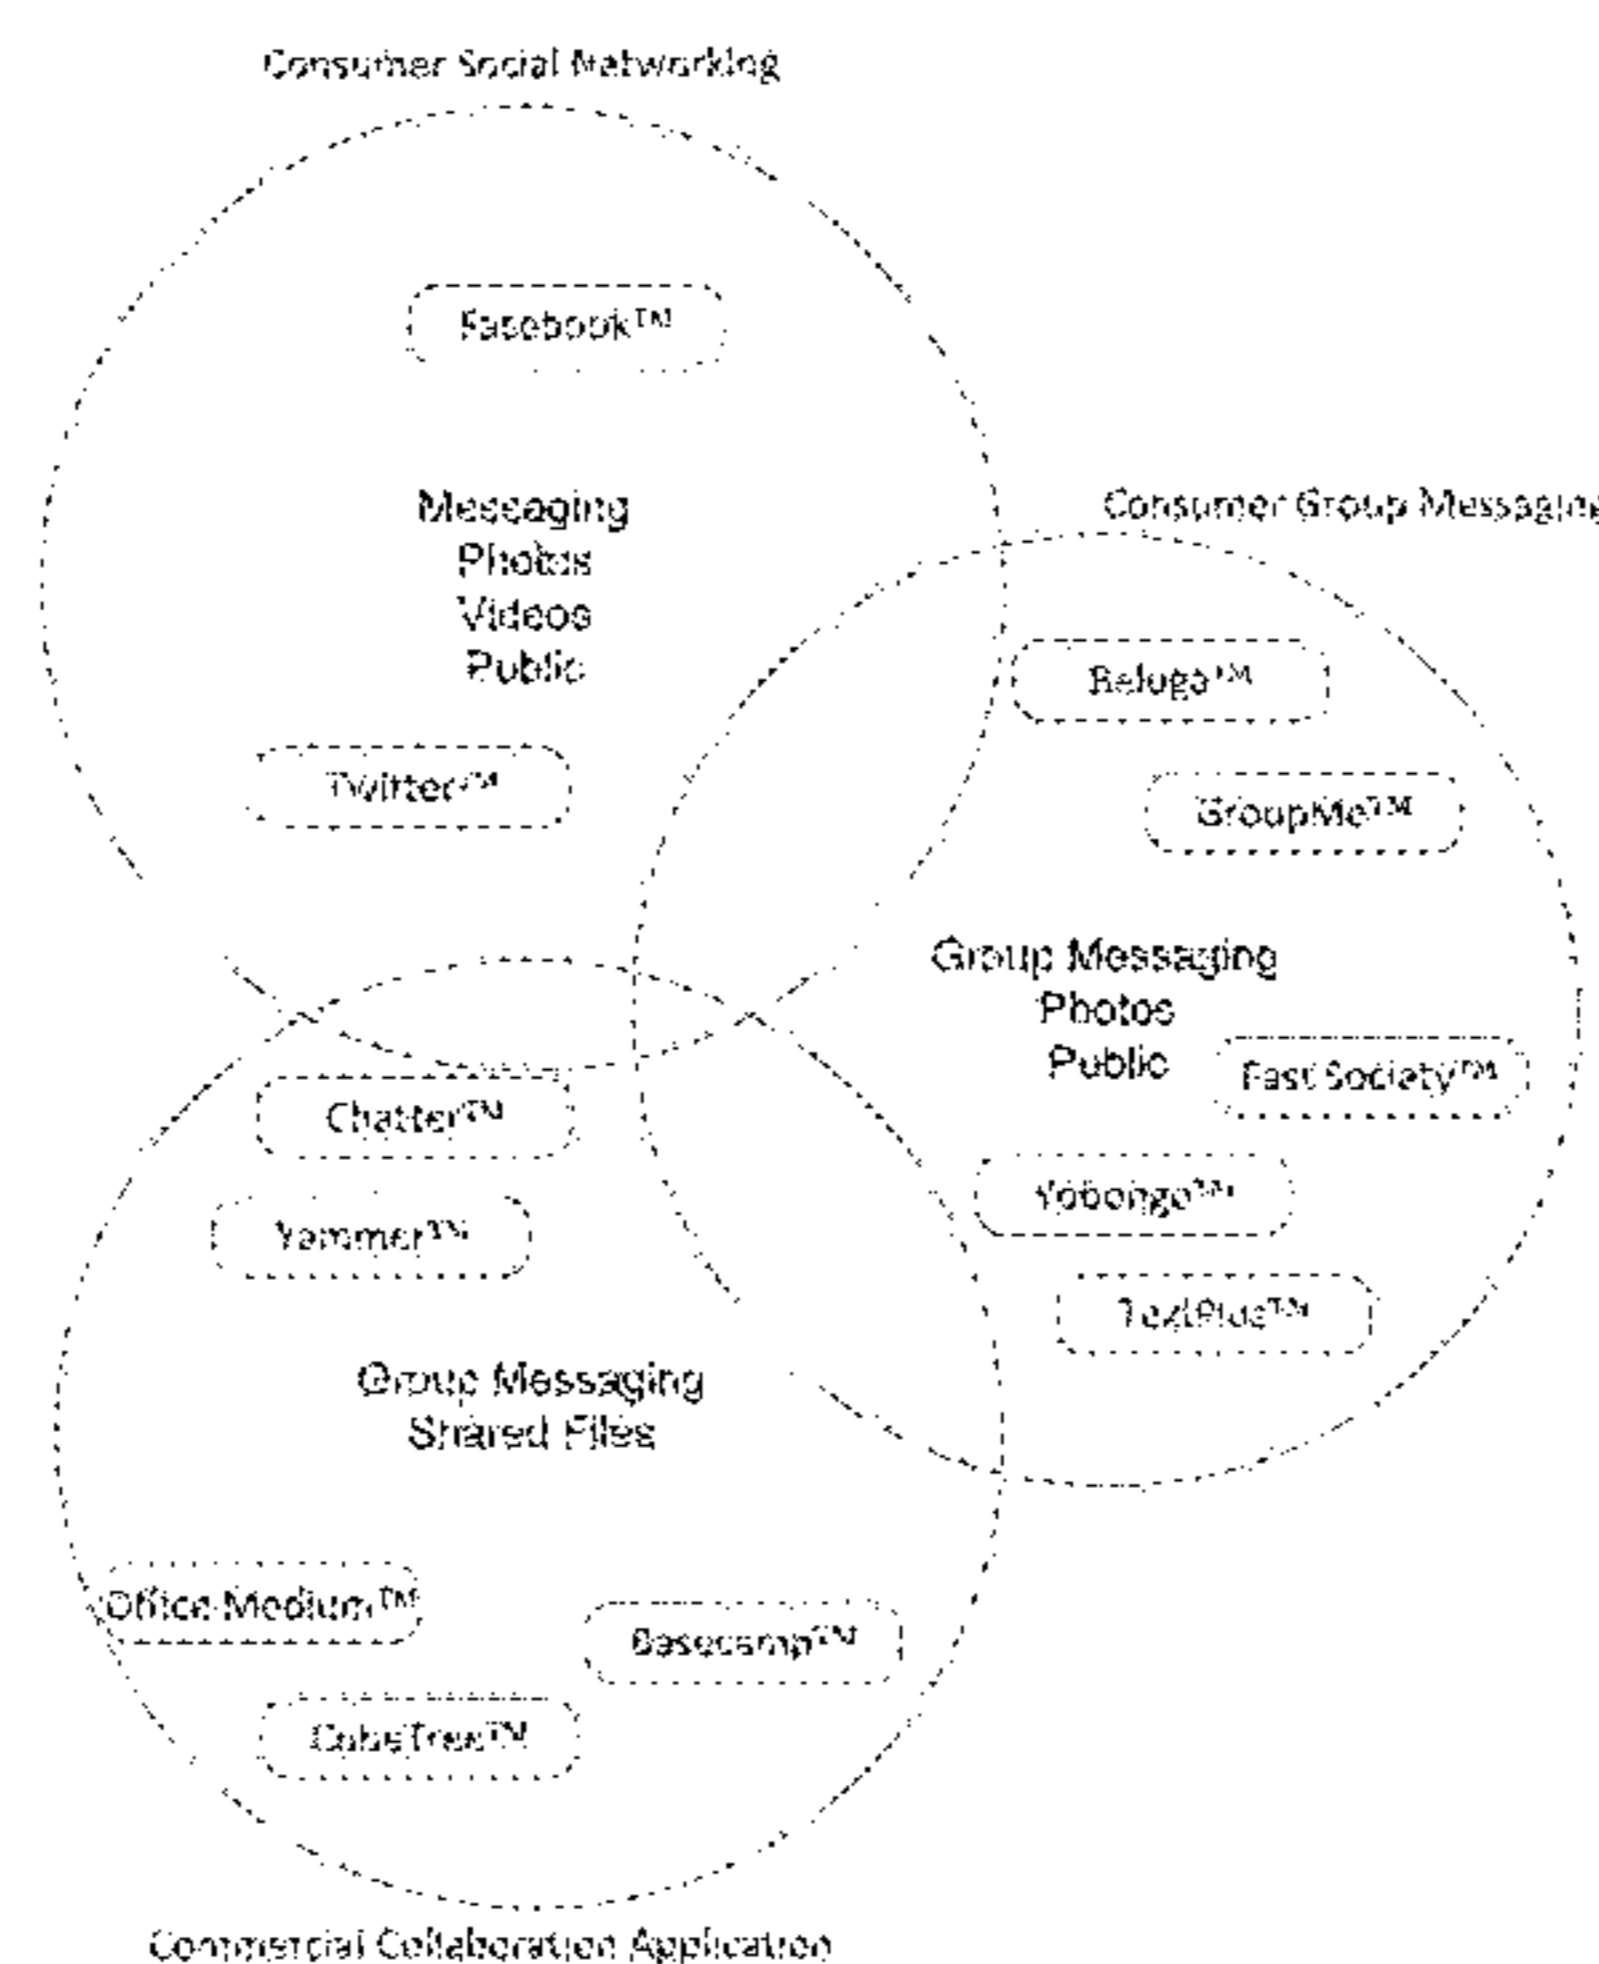 Consumer Social Networking
Facebook™
Messaging
Photos
Videos
Public
Twitter™
Consumer Group Messaging
Beluga™
GroupMe™
Group Messaging
Photos
Public
Fast Society™
Yobongo™
TextPlus™
Chatter™
Yammer™
Group Messaging
Shared Files
Office Medium™
Basecamp™
CubeTree™
Commercial Collaboration Application